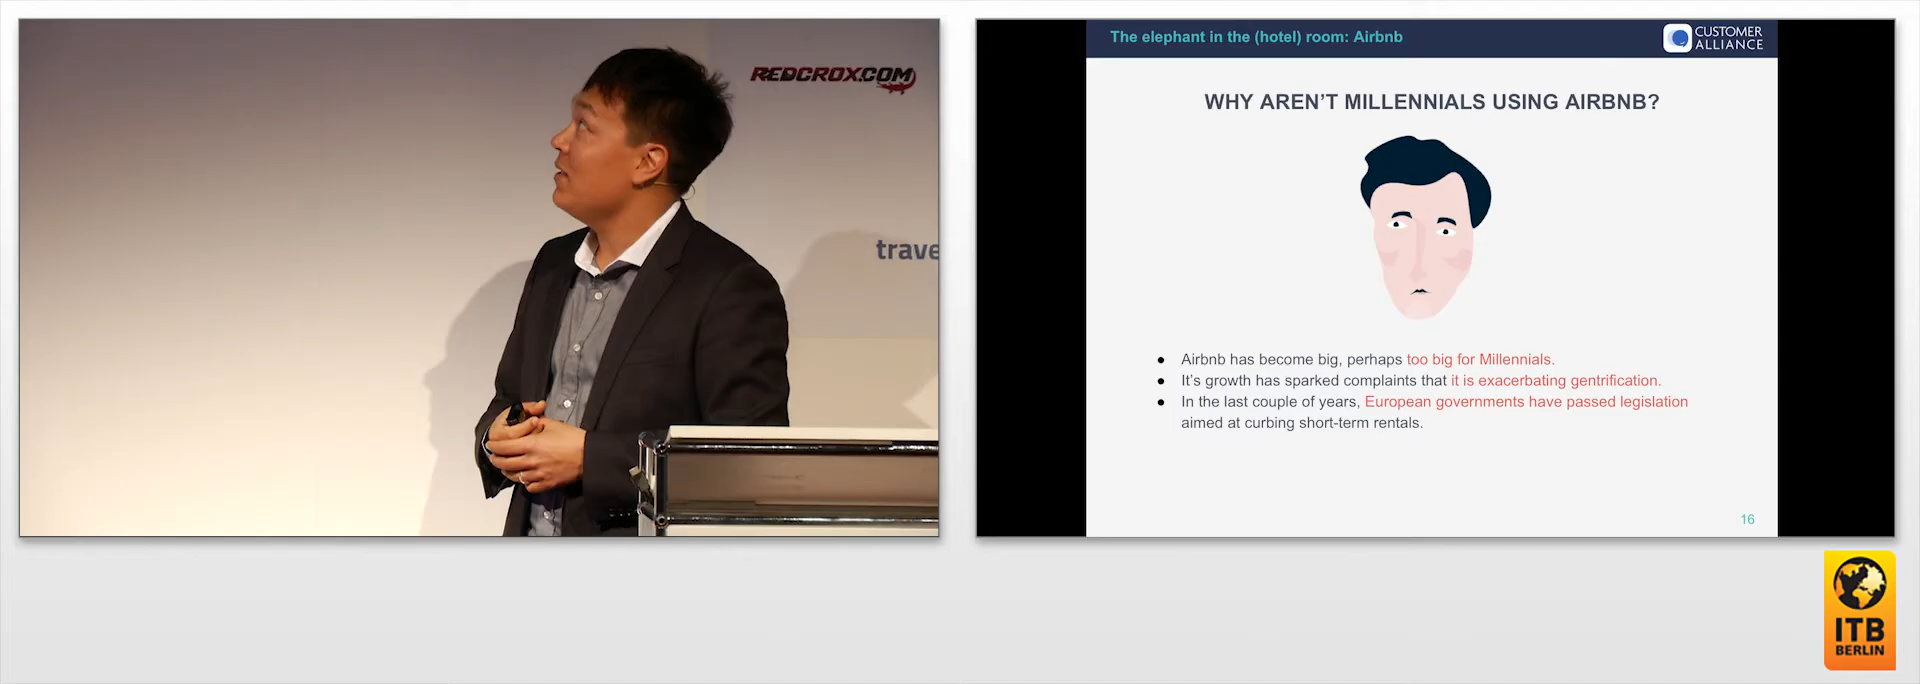 REDCROX.COM
trave
The elephant in the (hotel) room: Airbnb
CUSTOMER
ALLIANCE
WHY AREN'T MILLENNIALS USING AIRBNB?
● Airbnb has become big, perhaps too big for Millennials.
● It's growth has sparked complaints that it is exacerbating gentrification.
● In the last couple of years, European governments have passed legislation
aimed at curbing short-term rentals.
16
ITB
BERLIN